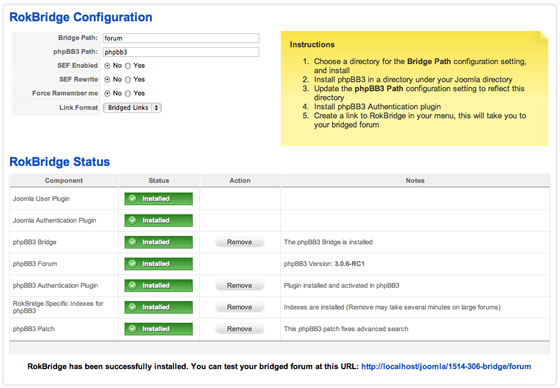 RokBridge Configuration
Bridge Path: forum
phpBB3 Path: phpbb3
SEF Enabled No Yes
SEF Rewrite No Yes
Force Remember me No Yes
Link Format Bridged Links
Instructions
1. Choose a directory for the Bridge Path configuration setting,
and install
2. Install phpBB3 in a directory under your Joomla directory
3. Update the phpBB3 Path configuration setting to reflect this
directory
4. Install phpBB3 Authentication plugin
5. Create a link to RokBridge in your menu, this will take you to
your bridged forum
RokBridge Status
Component Status Action Notes
Joomla User Plugin Installed
Joomla Authentication Plugin Installed
phpBB3 Bridge Installed Remove The phpBB3 Bridge is installed
phpBB3 Forum Installed phpBB3 Version: 3.0.6-RC1
phpBB3 Authentication Plugin Installed Remove Plugin installed and activated in phpBB3
RokBridge Specific Indexes for
phpBB3 Installed Remove Indexes are installed (Remove may take several minutes on large forums)
phpBB3 Patch Installed Remove This phpBB3 patch fixes advanced search
RokBridge has been successfully installed. You can test your bridged forum at this URL: http://localhost/joomla/1514-306-bridge/forum